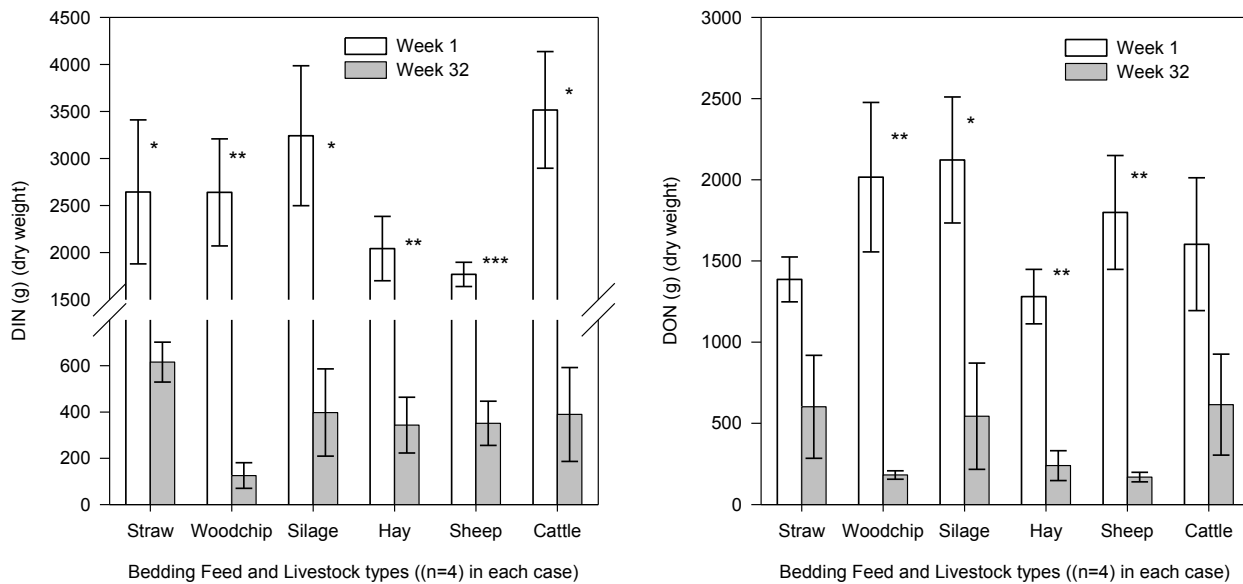 DIN (g) (dry weight)
4500
4000
3500
3000
2500
2000
1500
600
400
200
0
Week 1
Week 32
*
**
*
**
***
*
Straw Woodchip Silage Hay Sheep Cattle
Bedding Feed and Livestock types ((n=4) in each case)
DON (g) (dry weight)
3000
2500
2000
1500
1000
500
0
Week 1
Week 32
**
*
**
**
Straw Woodchip Silage Hay Sheep Cattle
Bedding Feed and Livestock types ((n=4) in each case)